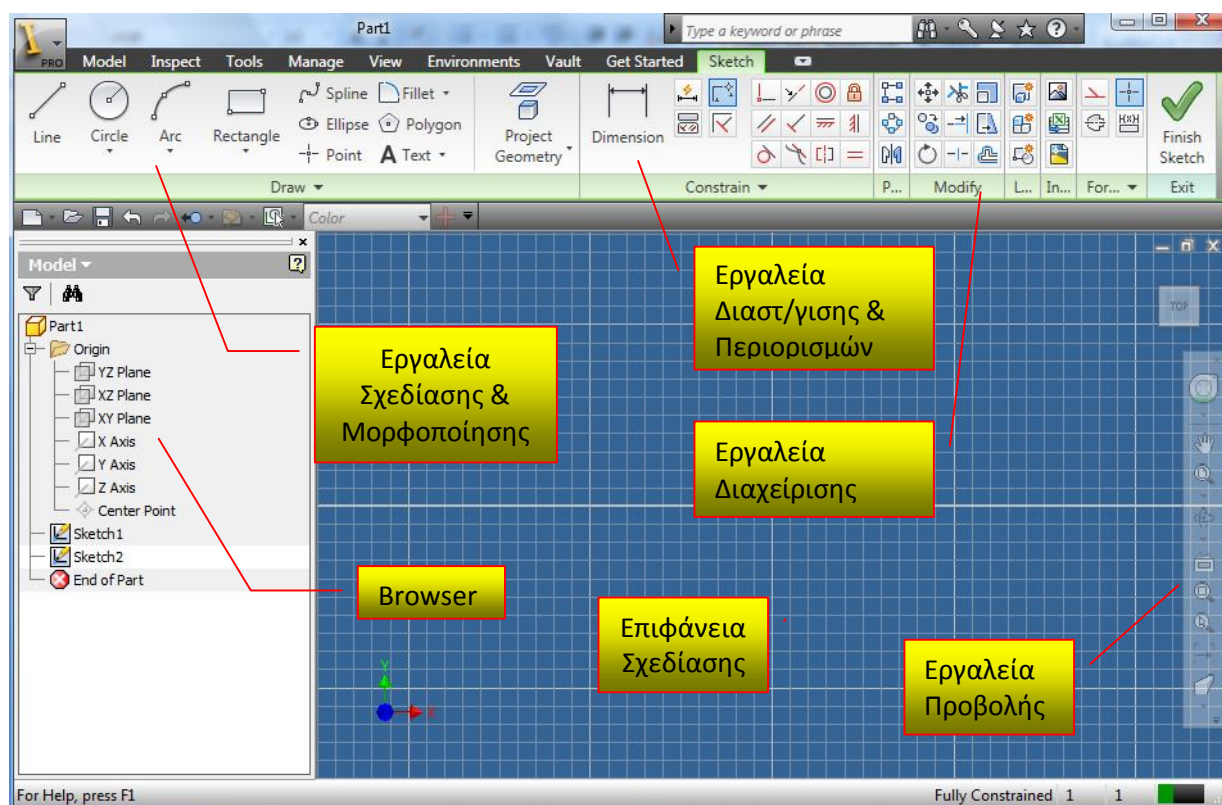 Part1
Type a keyword or phrase
PRO Model Inspect Tools Manage View Environments Vault Get Started Sketch
Line
Circle
Arc
Rectangle
Spline Fillet
Ellipse Polygon
Point A Text
Project
Geometry
Dimension
Finish
Sketch
Draw
Constrain
P...
Modify
L...
In...
For...
Exit
Color
Model
Part1
Origin
YZ Plane
XZ Plane
XY Plane
X Axis
Y Axis
Z Axis
Center Point
Sketch1
Sketch2
End of Part
Εργαλεία
Σχεδίασης &
Μορφοποίησης
Εργαλεία
Διαστ/γισης &
Περιορισμών
Εργαλεία
Διαχείρισης
Browser
Επιφάνεια
Σχεδίασης
Εργαλεία
Προβολής
TOP
Y
X
For Help, press F1
Fully Constrained 1 1